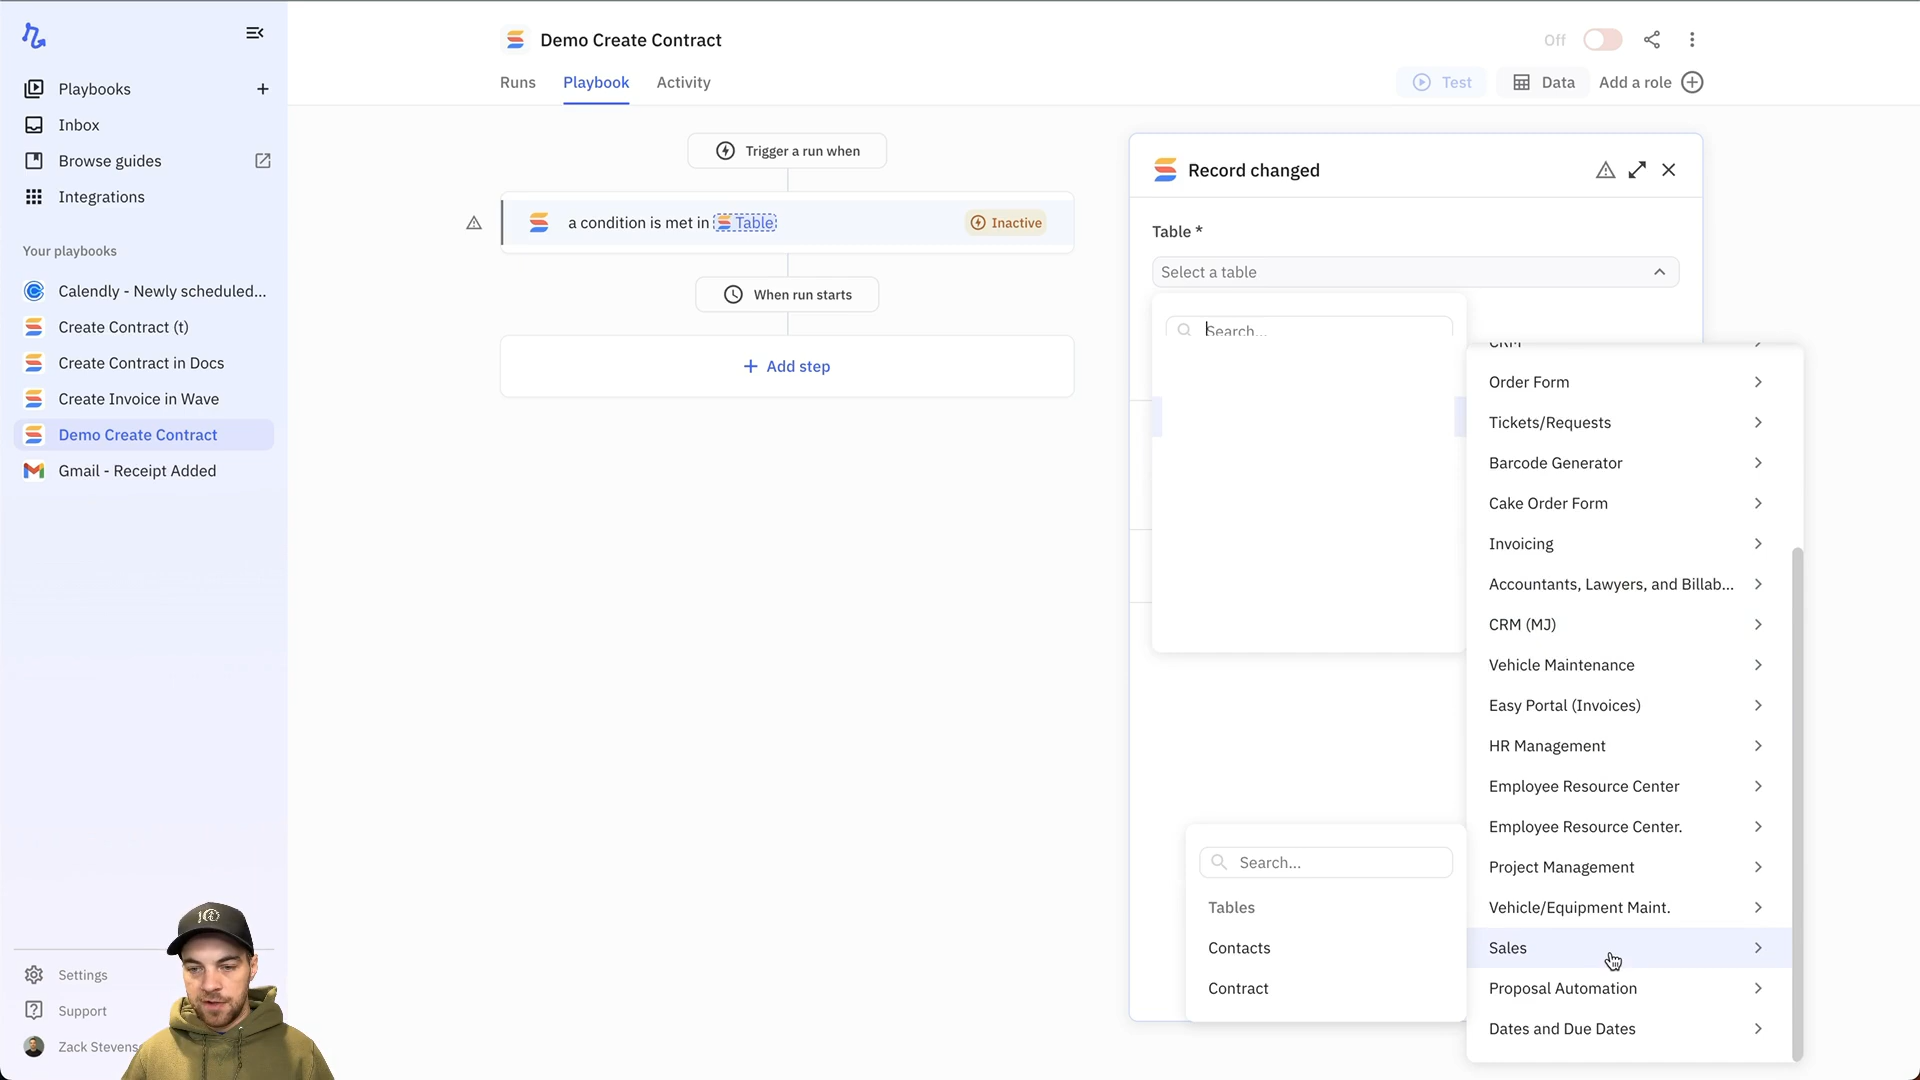 Playbooks
Inbox
Browse guides
Integrations
Your playbooks
Calendly - Newly scheduled...
Create Contract (t)
Create Contract in Docs
Create Invoice in Wave
Demo Create Contract
Gmail - Receipt Added
Settings
Support
Zack Stevens
Demo Create Contract
Off
Runs
Playbook
Activity
Test
Data
Add a role
Trigger a run when
a condition is met in Table
Inactive
When run starts
Add step
Record changed
Table *
Select a table
Search...
CRM
Order Form
Tickets/Requests
Barcode Generator
Cake Order Form
Invoicing
Accountants, Lawyers, and Billab...
CRM (MJ)
Vehicle Maintenance
Easy Portal (Invoices)
HR Management
Employee Resource Center
Employee Resource Center.
Project Management
Vehicle/Equipment Maint.
Sales
Proposal Automation
Dates and Due Dates
Search...
Tables
Contacts
Contract